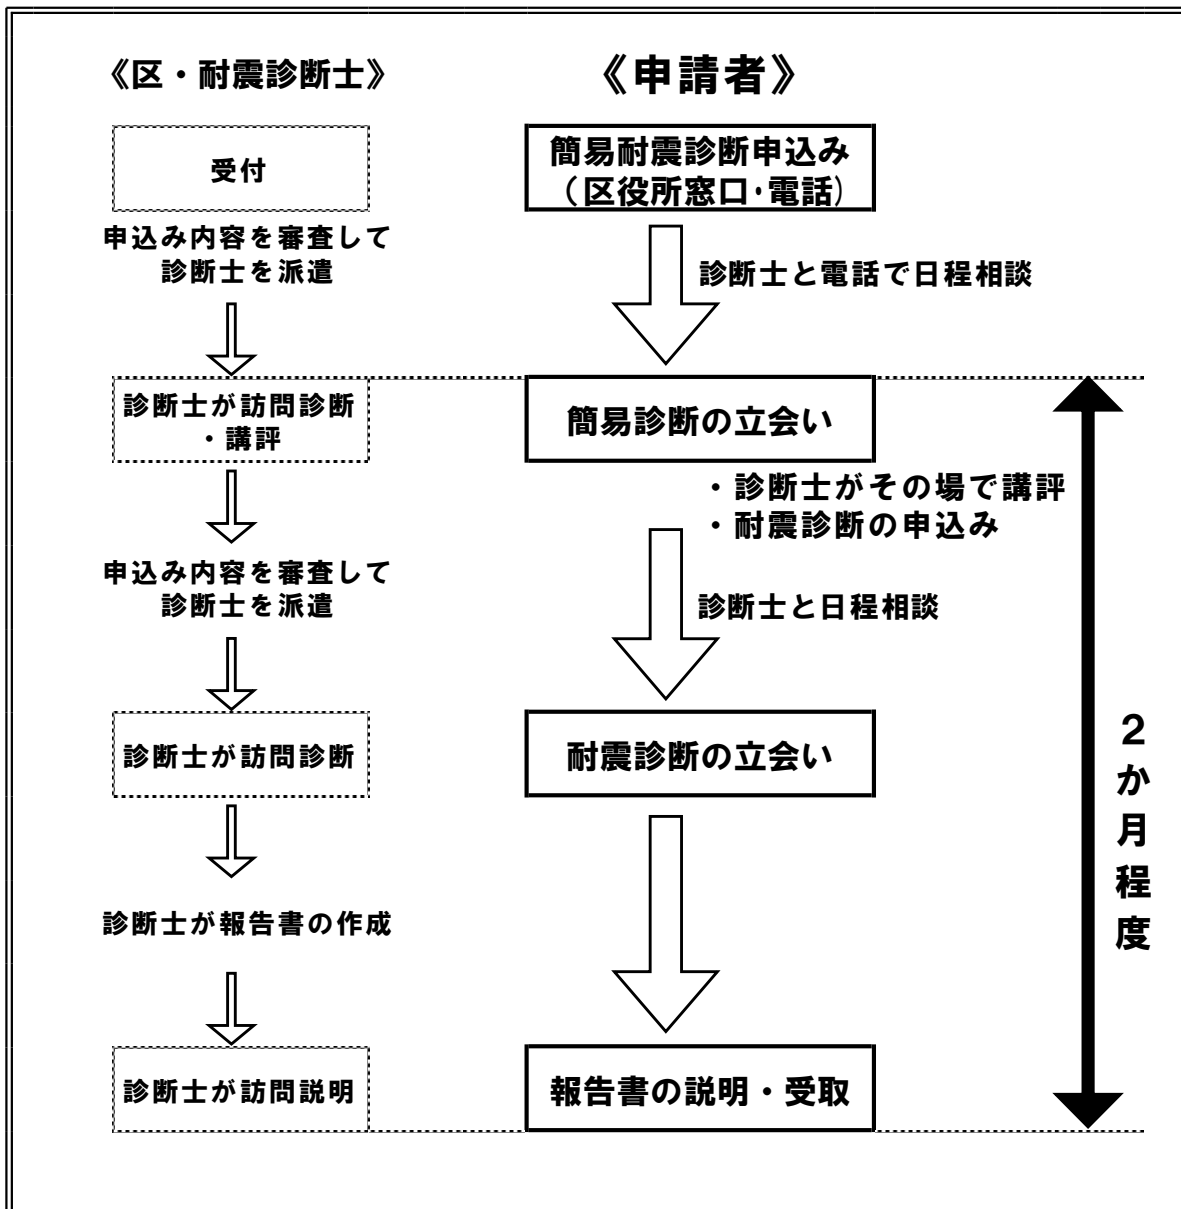 《区・耐震診断士》
《申請者》
受付
簡易耐震診断申込み
（区役所窓口･電話）
申込み内容を審査して
診断士を派遣
診断士と電話で日程相談
診断士が訪問診断
・講評
簡易診断の立会い
・診断士がその場で講評
・耐震診断の申込み
申込み内容を審査して
診断士を派遣
診断士と日程相談
診断士が訪問診断
耐震診断の立会い
２か月程度
診断士が報告書の作成
診断士が訪問説明
報告書の説明・受取